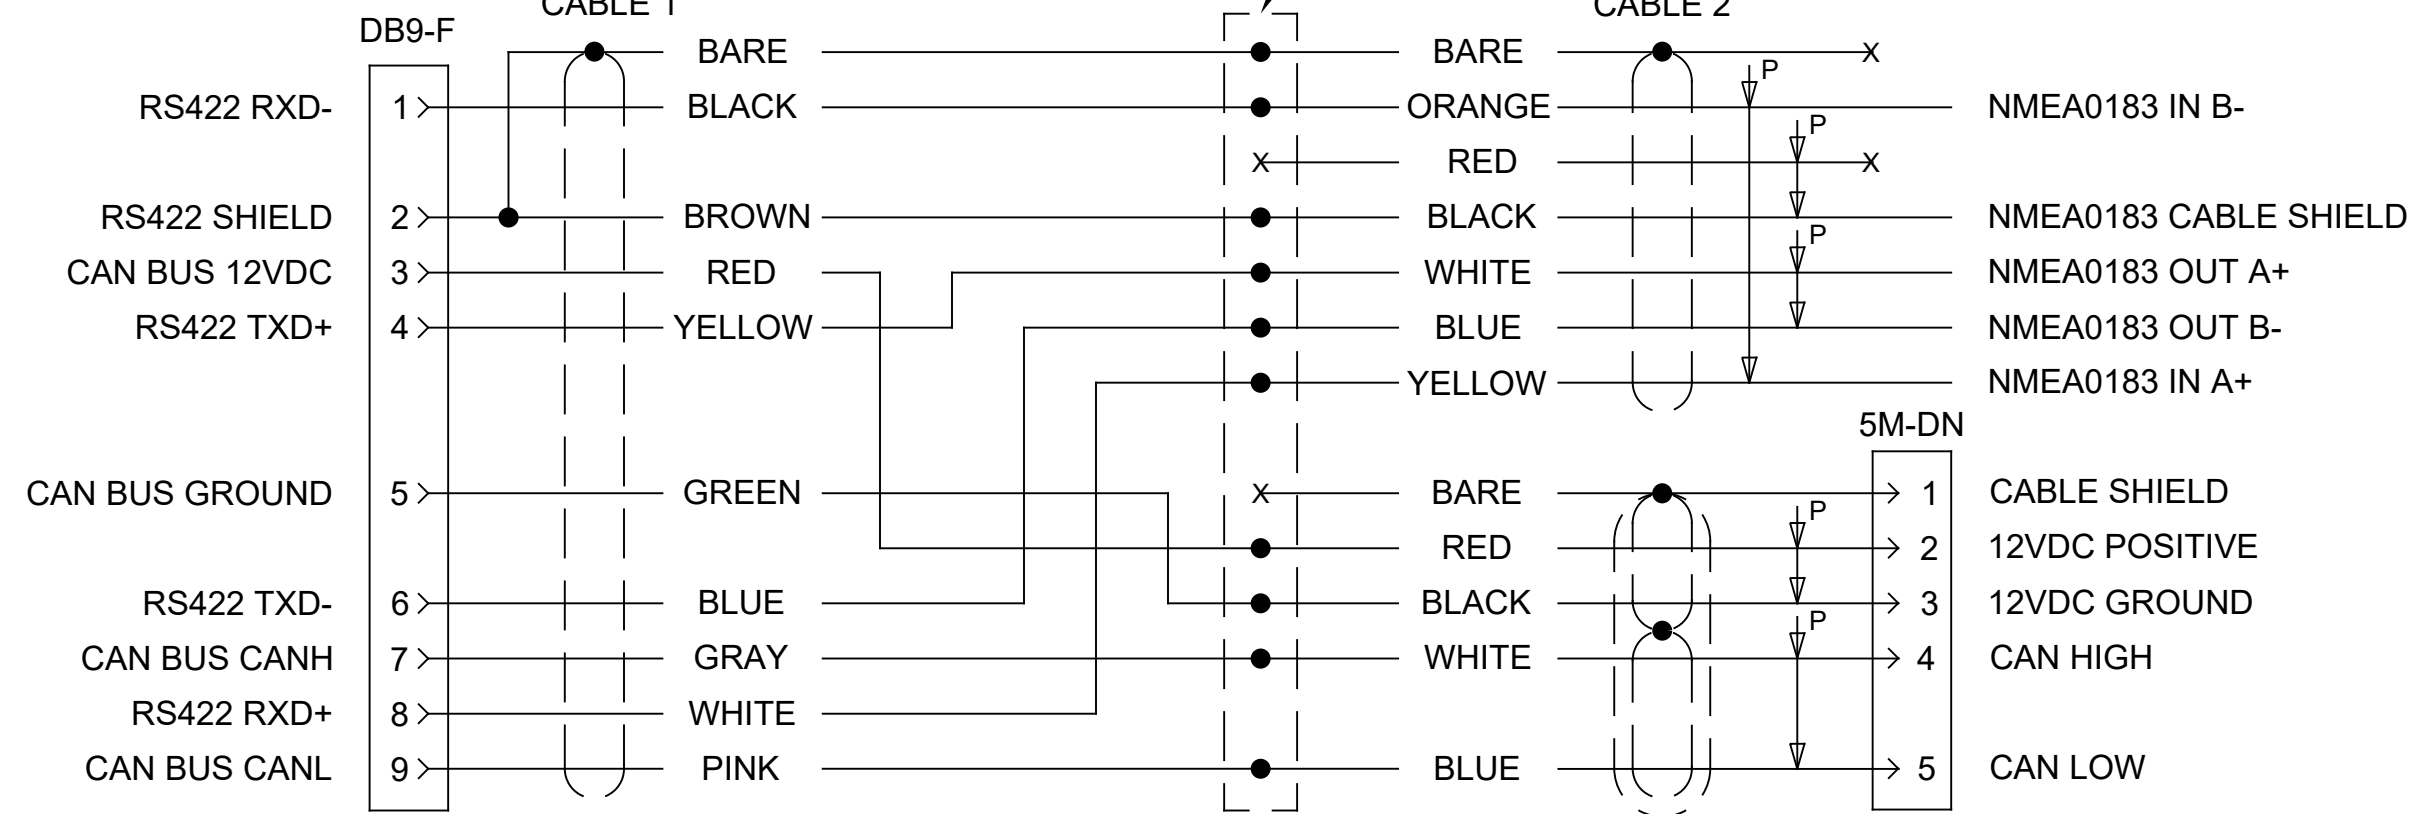 CABLE 1 CABLE 2
DB9-F
BARE BARE X
P
RS422 RXD- 1 BLACK ORANGE NMEA0183 IN B-
P
X RED X
RS422 SHIELD 2 BROWN BLACK NMEA0183 CABLE SHIELD
P
CAN BUS 12VDC 3 RED WHITE NMEA0183 OUT A+
RS422 TXD+ 4 YELLOW BLUE NMEA0183 OUT B-
YELLOW NMEA0183 IN A+
5M-DN
CAN BUS GROUND 5 GREEN X BARE 1 CABLE SHIELD
P
RED 2 12VDC POSITIVE
RS422 TXD- 6 BLUE BLACK 3 12VDC GROUND
P
CAN BUS CANH 7 GRAY WHITE 4 CAN HIGH
RS422 RXD+ 8 WHITE
CAN BUS CANL 9 PINK BLUE 5 CAN LOW